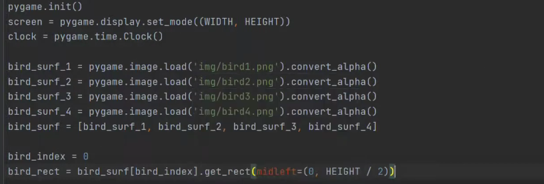 pygame.init()
screen = pygame.display.set_mode((WIDTH, HEIGHT))
clock = pygame.time.Clock()

bird_surf_1 = pygame.image.load('img/bird1.png').convert_alpha()
bird_surf_2 = pygame.image.load('img/bird2.png').convert_alpha()
bird_surf_3 = pygame.image.load('img/bird3.png').convert_alpha()
bird_surf_4 = pygame.image.load('img/bird4.png').convert_alpha()
bird_surf = [bird_surf_1, bird_surf_2, bird_surf_3, bird_surf_4]

bird_index = 0
bird_rect = bird_surf[bird_index].get_rect(midleft=(0, HEIGHT / 2))